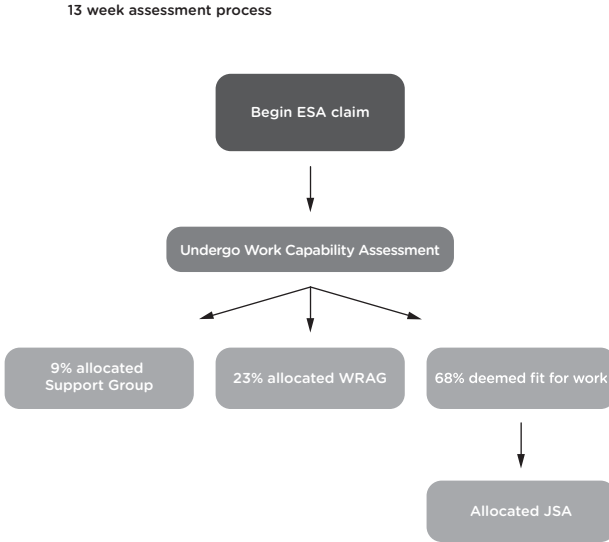 13 week assessment process
Begin ESA claim
Undergo Work Capability Assessment
9% allocated
Support Group
23% allocated WRAG
68% deemed fit for work
Allocated JSA